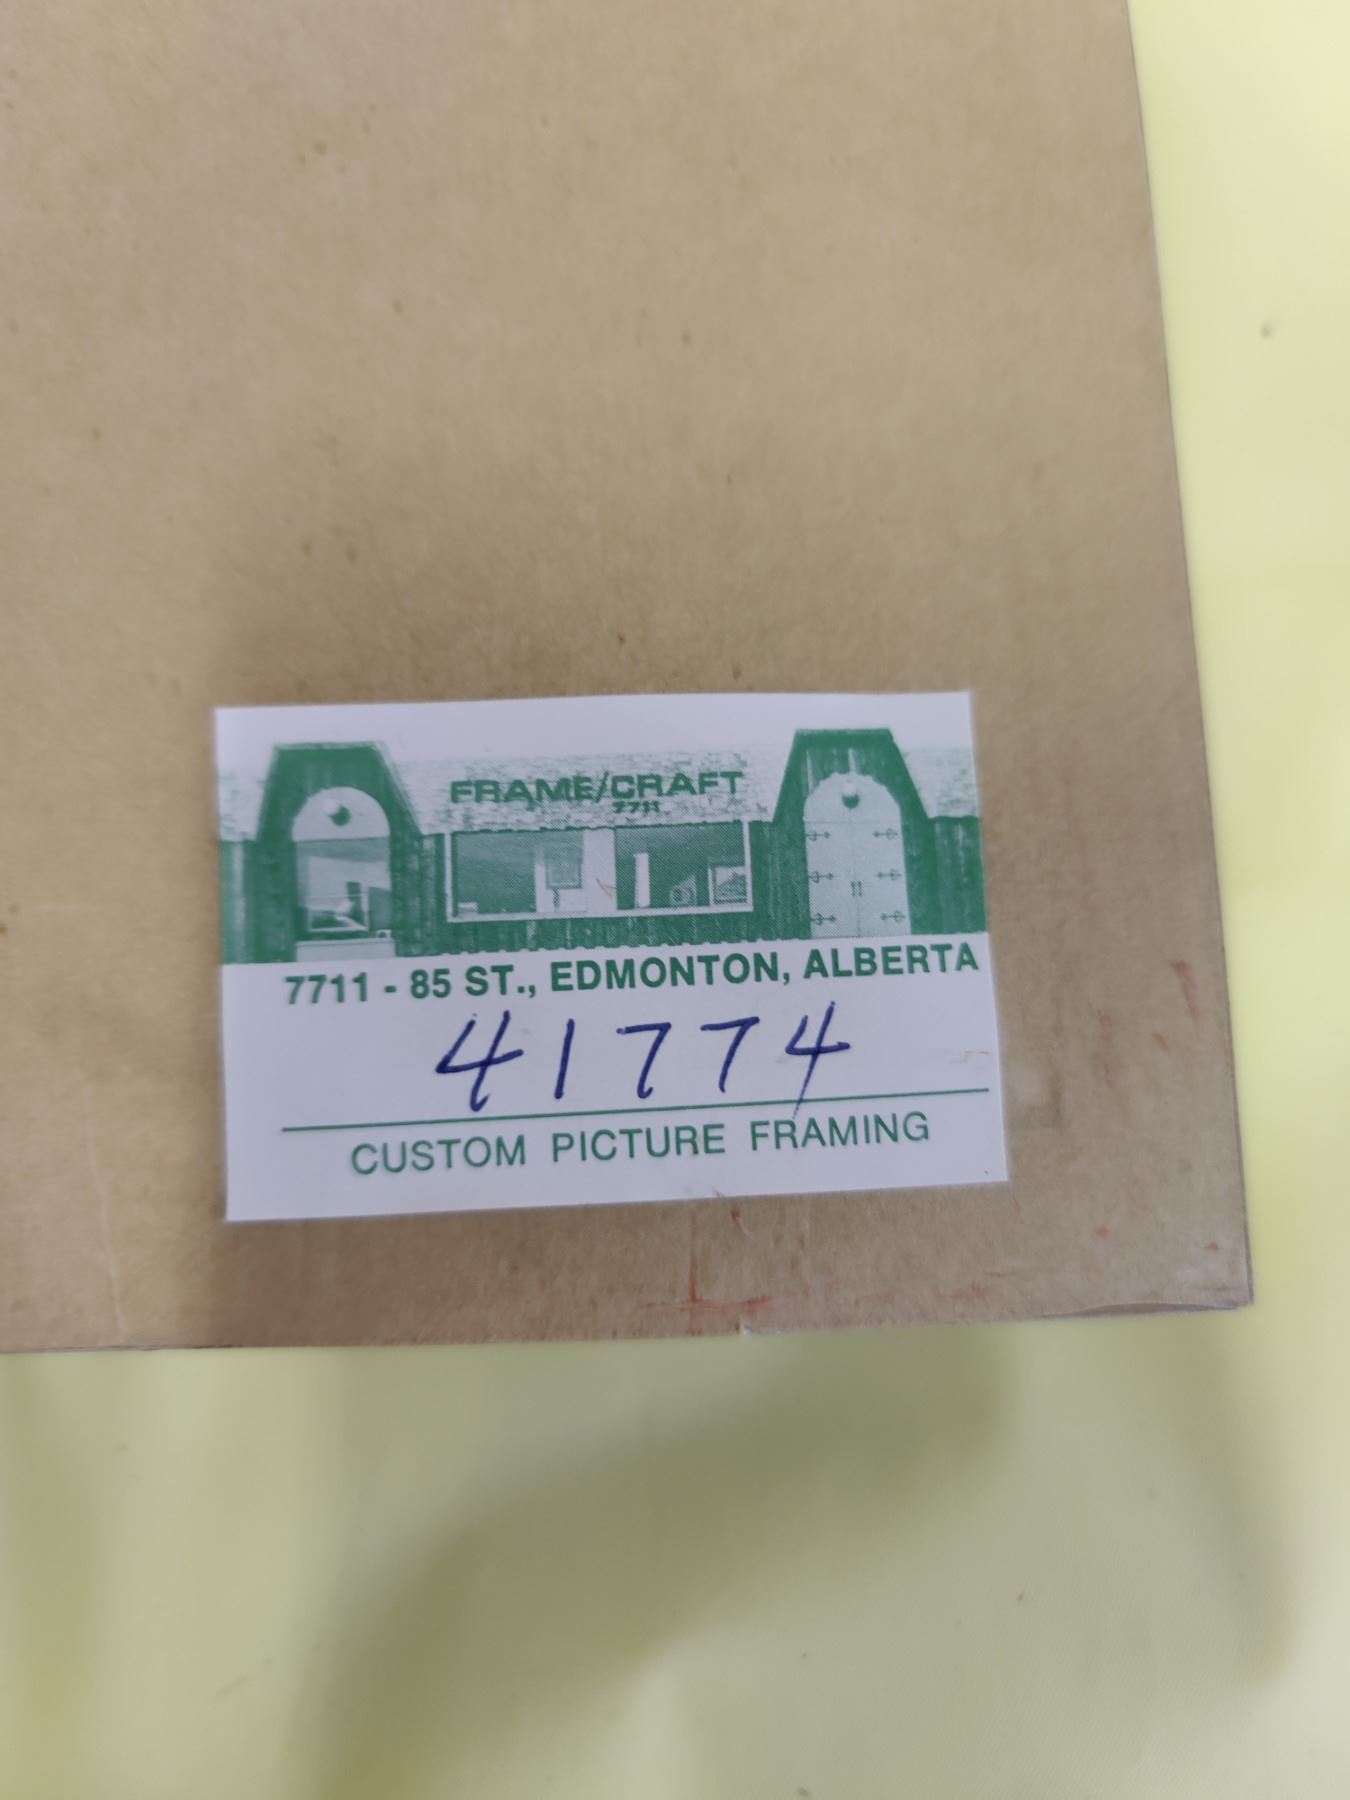 FRAME/CRAFT
7711
7711 - 85 ST., EDMONTON, ALBERTA
41774
CUSTOM PICTURE FRAMING